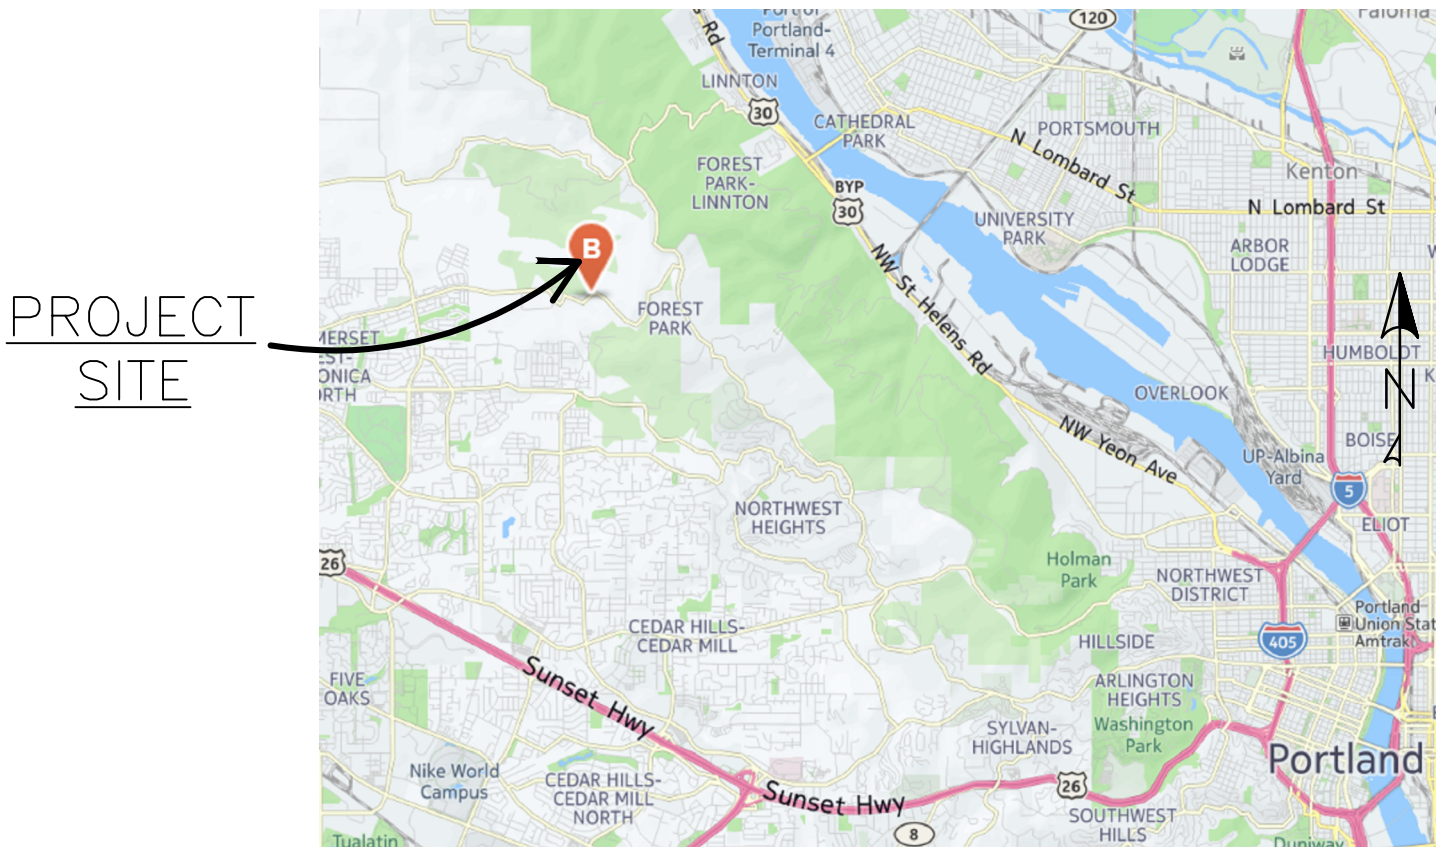 PROJECT
SITE
Rd
Port of
Portland-
Terminal 4
120
LINNTON
30
CATHEDRAL
PARK
PORTSMOUTH
N Lombard St
Kenton
FOREST
PARK-
LINNTON
BYP
30
N Lombard St
UNIVERSITY
PARK
ARBOR
LODGE
B
NW St Helens Rd
FOREST
PARK
N
HUMBOLDT
K
MERSET
EST-
ONICA
ORTH
OVERLOOK
NW Yeon Ave
BOISE
UP-Albina
Yard
5
ELIOT
NORTHWEST
HEIGHTS
26
Holman
Park
NORTHWEST
DISTRICT
Portland
Union Stat
Amtrak
405
CEDAR HILLS-
CEDAR MILL
HILLSIDE
FIVE
OAKS
Sunset Hwy
ARLINGTON
HEIGHTS
Washington
Park
SYLVAN-
HIGHLANDS
Portland
Nike World
Campus
CEDAR HILLS-
CEDAR MILL
NORTH
Sunset Hwy
26
SOUTHWEST
HILLS
8
Tualatin
Duniway